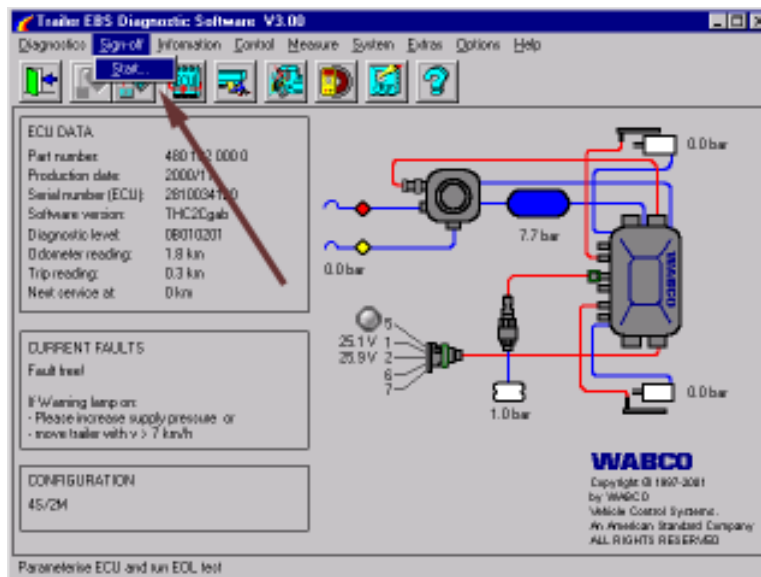 Trailer EBS Diagnostic Software V3.00
Diagnostics Sign-off Information Control Measure System Extras Options Help
Start...
ECU DATA
Part number:
Production date: 2000/
Serial number (ECU):
Software version: THC2Cgab
Diagnostic level: 0B010201
Odometer reading: 1.8 km
Trip reading: 0.3 km
Next service at: 0 km
CURRENT FAULTS
Fault free!
If Warning lamp on:
- Please increase supply pressure or
- move trailer with v > 7 km/h
CONFIGURATION
4S/2M
0.0 bar
7.7 bar
0.0 bar
WABCO
5
25.1 V 1
25.9 V 2
6
7
1.0 bar
0.0 bar
WABCO
Copyright © 1997-2001
by WABCO
Vehicle Control Systems.
An American Standard Company
ALL RIGHTS RESERVED
Parameterise ECU and run EOL test